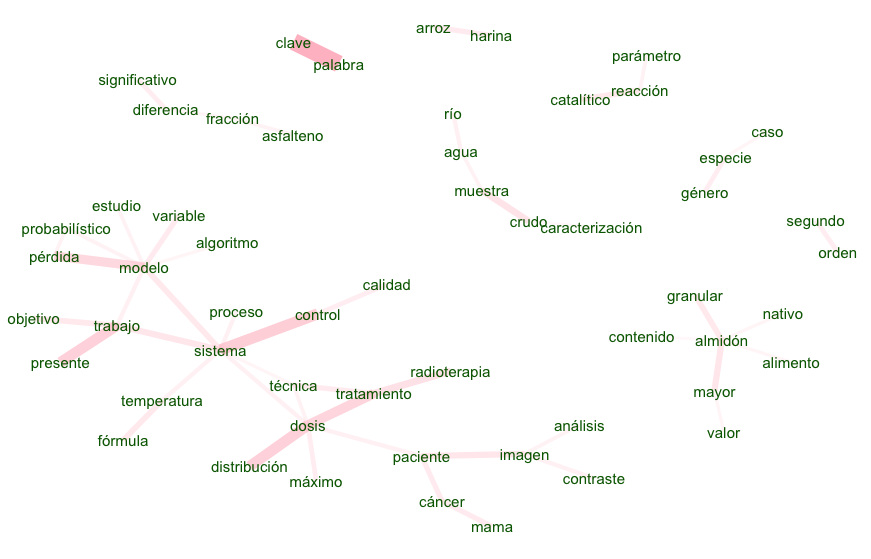 arroz
harina
clave
palabra
parámetro
significativo
reacción
catalítico
diferencia
fracción
río
asfalteno
caso
agua
especie
muestra
género
estudio
variable
crudo
caracterización
segundo
probabilístico
algoritmo
orden
pérdida
modelo
calidad
granular
proceso
control
nativo
objetivo
trabajo
contenido
almidón
sistema
presente
alimento
radioterapia
técnica
tratamiento
mayor
temperatura
dosis
análisis
valor
fórmula
paciente
imagen
distribución
máximo
contraste
cáncer
mama